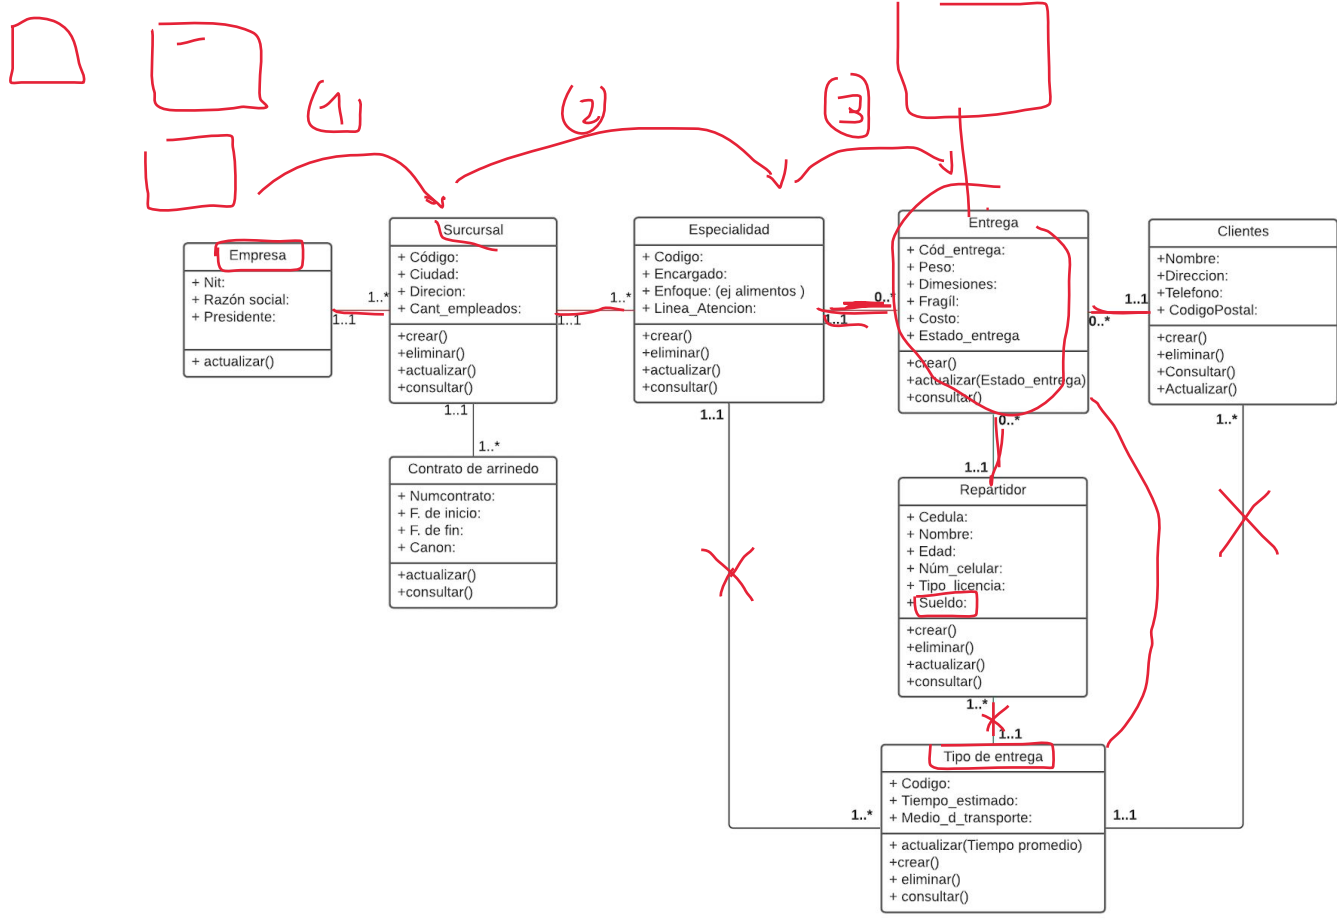 (1)
(2)
(3)
Empresa
+ Nit:
+ Razón social:
+ Presidente:
+ actualizar()
1..*
1..1
Surcursal
+ Código:
+ Ciudad:
+ Direcion:
+ Cant_empleados:
+crear()
+eliminar()
+actualizar()
+consultar()
1..*
1..1
1..1
1..*
Contrato de arrinedo
+ Numcontrato:
+ F. de inicio:
+ F. de fin:
+ Canon:
+actualizar()
+consultar()
Especialidad
+ Codigo:
+ Encargado:
+ Enfoque: (ej alimentos )
+ Linea_Atencion:
+crear()
+eliminar()
+actualizar()
+consultar()
0..*
1..1
1..1
Entrega
+ Cód_entrega:
+ Peso:
+ Dimesiones:
+ Fragíl:
+ Costo:
+ Estado_entrega
+crear()
+actualizar(Estado_entrega)
+consultar()
1..1
0..*
0..*
1..1
Clientes
+Nombre:
+Direccion:
+Telefono:
+ CodigoPostal:
+crear()
+eliminar()
+Consultar()
+Actualizar()
1..*
Repartidor
+ Cedula:
+ Nombre:
+ Edad:
+ Núm_celular:
+ Tipo_licencia:
+ Sueldo:
+crear()
+eliminar()
+actualizar()
+consultar()
1..*
1..1
Tipo de entrega
+ Codigo:
+ Tiempo_estimado:
+ Medio_d_transporte:
+ actualizar(Tiempo promedio)
+crear()
+ eliminar()
+ consultar()
1..*
1..1